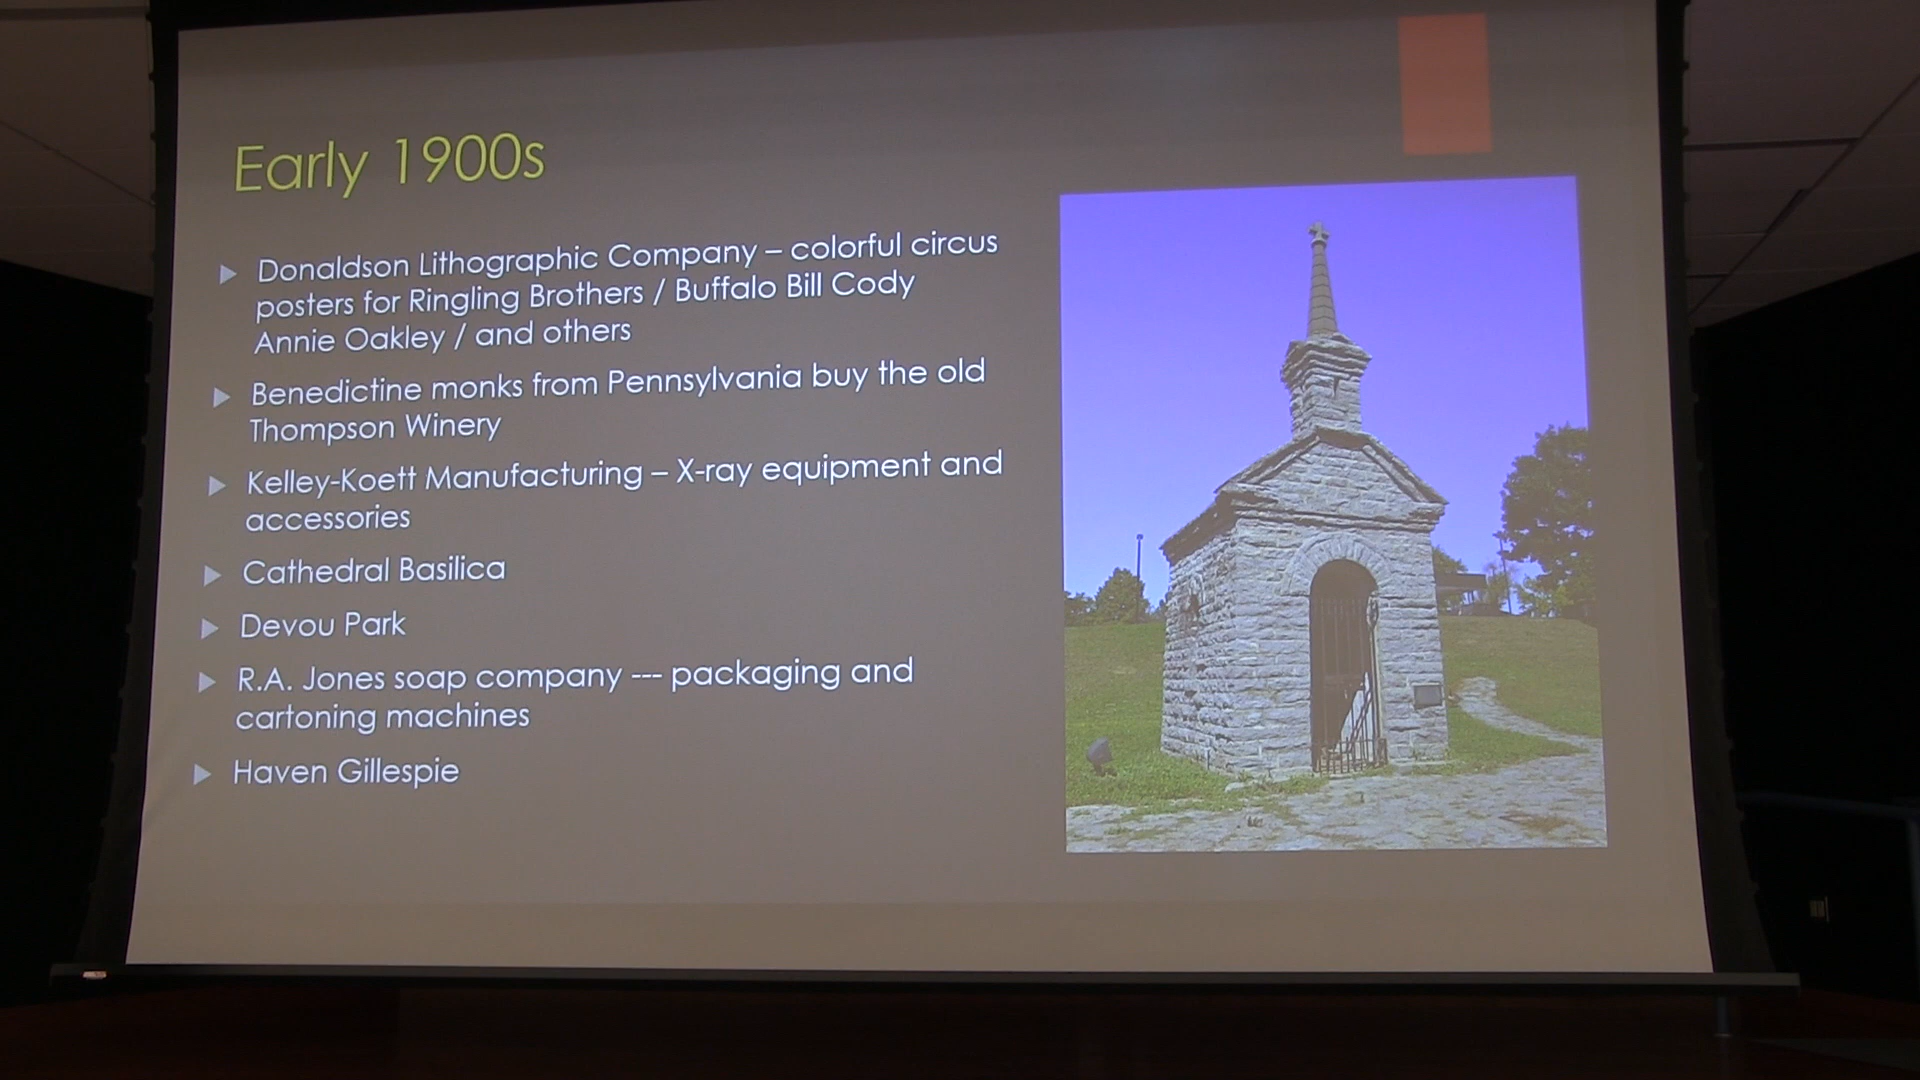 Early 1900s
Donaldson Lithographic Company – colorful circus
posters for Ringling Brothers / Buffalo Bill Cody
Annie Oakley / and others
Benedictine monks from Pennsylvania buy the old
Thompson Winery
Kelley-Koett Manufacturing – X-ray equipment and
accessories
Cathedral Basilica
Devou Park
R.A. Jones soap company --- packaging and
cartoning machines
Haven Gillespie